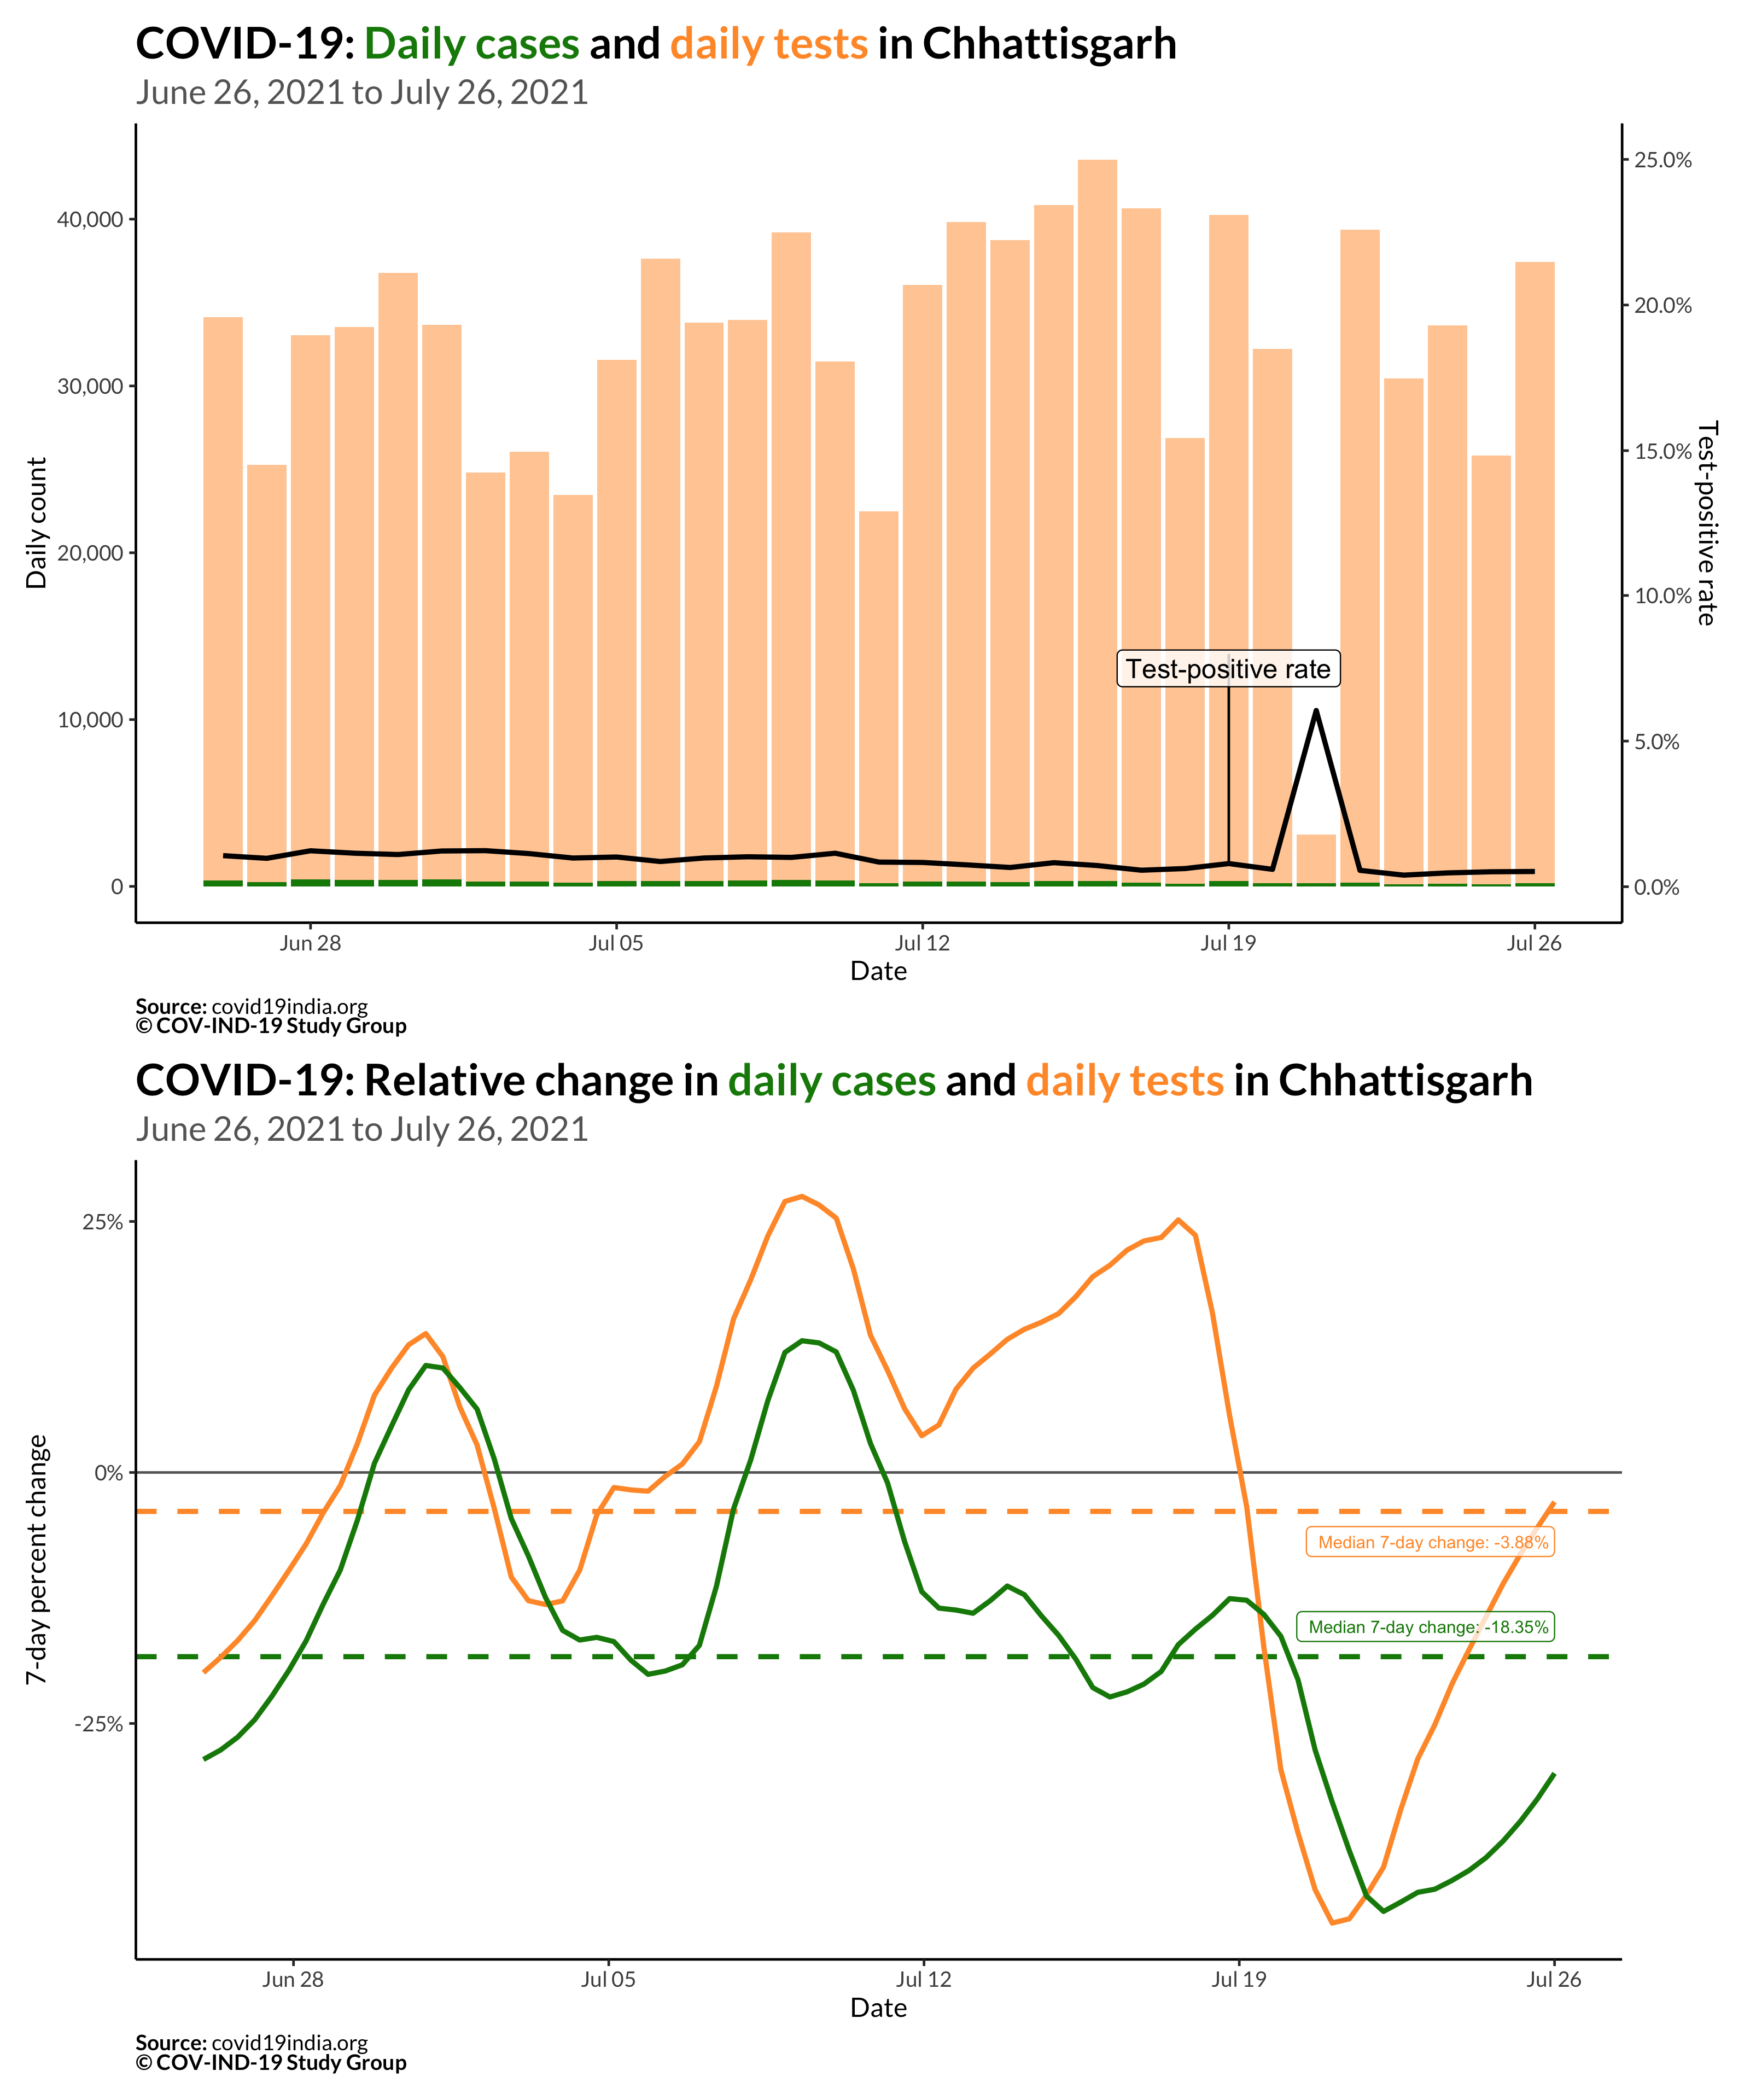 COVID-19: Daily cases and daily tests in Chhattisgarh
June 26, 2021 to July 26, 2021
40,000
30,000
20,000
10,000
0
Daily count
25.0%
20.0%
15.0%
10.0%
5.0%
0.0%
Test-positive rate
Test-positive rate
Jun 28
Jul 05
Jul 12
Jul 19
Jul 26
Date
Source: covid19india.org
© COV-IND-19 Study Group
COVID-19: Relative change in daily cases and daily tests in Chhattisgarh
June 26, 2021 to July 26, 2021
25%
0%
-25%
7-day percent change
Median 7-day change: -3.88%
Median 7-day change: -18.35%
Jun 28
Jul 05
Jul 12
Jul 19
Jul 26
Date
Source: covid19india.org
© COV-IND-19 Study Group